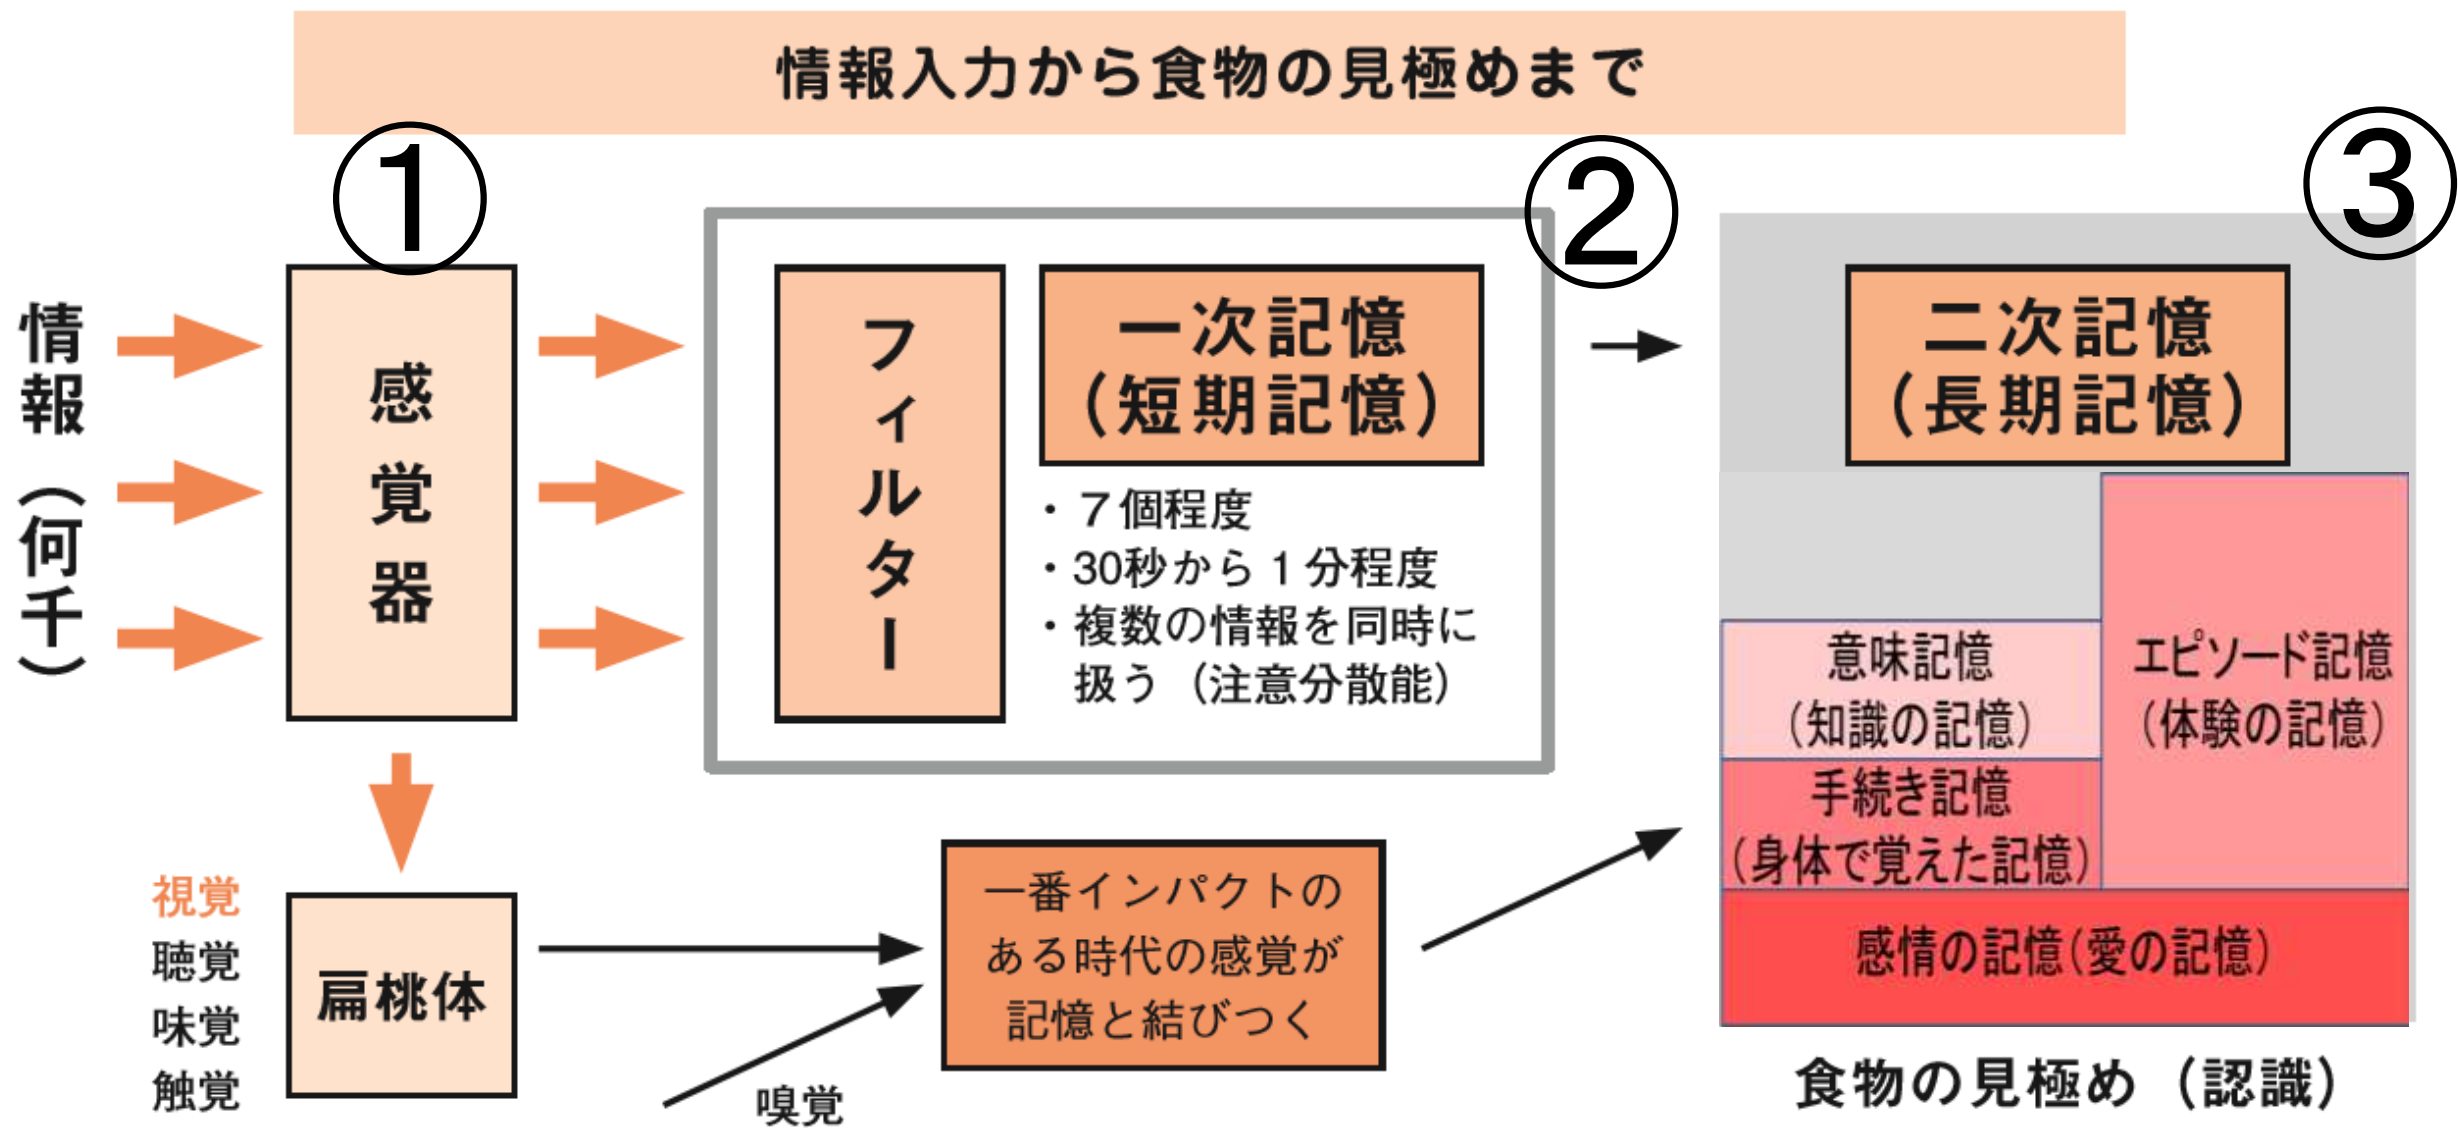 情報入力から食物の見極めまで
①
②
③
情報（何千）
感覚器
フィルター
一次記憶
（短期記憶）
・７個程度
・30秒から１分程度
・複数の情報を同時に
扱う（注意分散能）
二次記憶
（長期記憶）
意味記憶
（知識の記憶）
エピソード記憶
（体験の記憶）
手続き記憶
（身体で覚えた記憶）
感情の記憶（愛の記憶）
食物の見極め（認識）
視覚
聴覚
味覚
触覚
扁桃体
一番インパクトの
ある時代の感覚が
記憶と結びつく
嗅覚